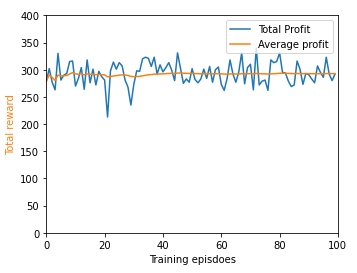 400
350
300
250
200
150
100
50
0
Total reward
Total Profit
Average profit
0 20 40 60 80 100
Training episdoes